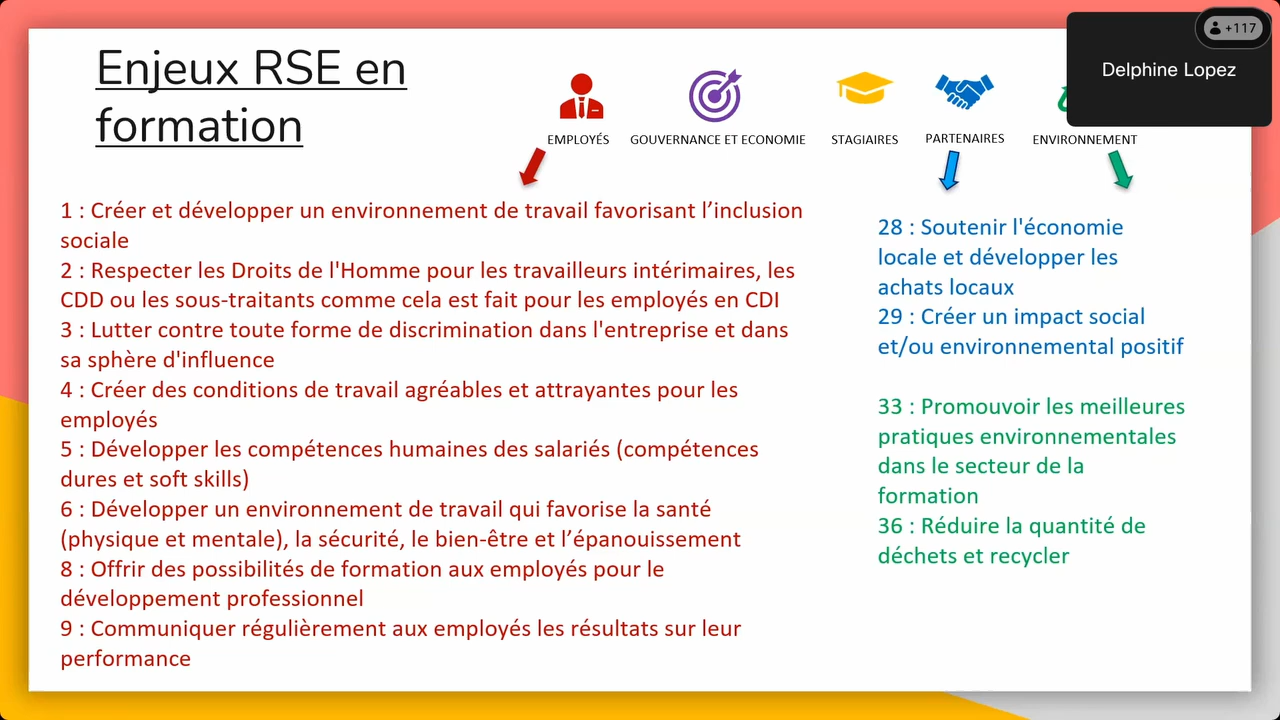 Enjeux RSE en
formation
+117
Delphine Lopez
EMPLOYÉS
GOUVERNANCE ET ECONOMIE
STAGIAIRES
PARTENAIRES
ENVIRONNEMENT
1 : Créer et développer un environnement de travail favorisant l’inclusion
sociale
2 : Respecter les Droits de l'Homme pour les travailleurs intérimaires, les
CDD ou les sous-traitants comme cela est fait pour les employés en CDI
3 : Lutter contre toute forme de discrimination dans l'entreprise et dans
sa sphère d'influence
4 : Créer des conditions de travail agréables et attrayantes pour les
employés
5 : Développer les compétences humaines des salariés (compétences
dures et soft skills)
6 : Développer un environnement de travail qui favorise la santé
(physique et mentale), la sécurité, le bien-être et l’épanouissement
8 : Offrir des possibilités de formation aux employés pour le
développement professionnel
9 : Communiquer régulièrement aux employés les résultats sur leur
performance
28 : Soutenir l'économie
locale et développer les
achats locaux
29 : Créer un impact social
et/ou environnemental positif
33 : Promouvoir les meilleures
pratiques environnementales
dans le secteur de la
formation
36 : Réduire la quantité de
déchets et recycler